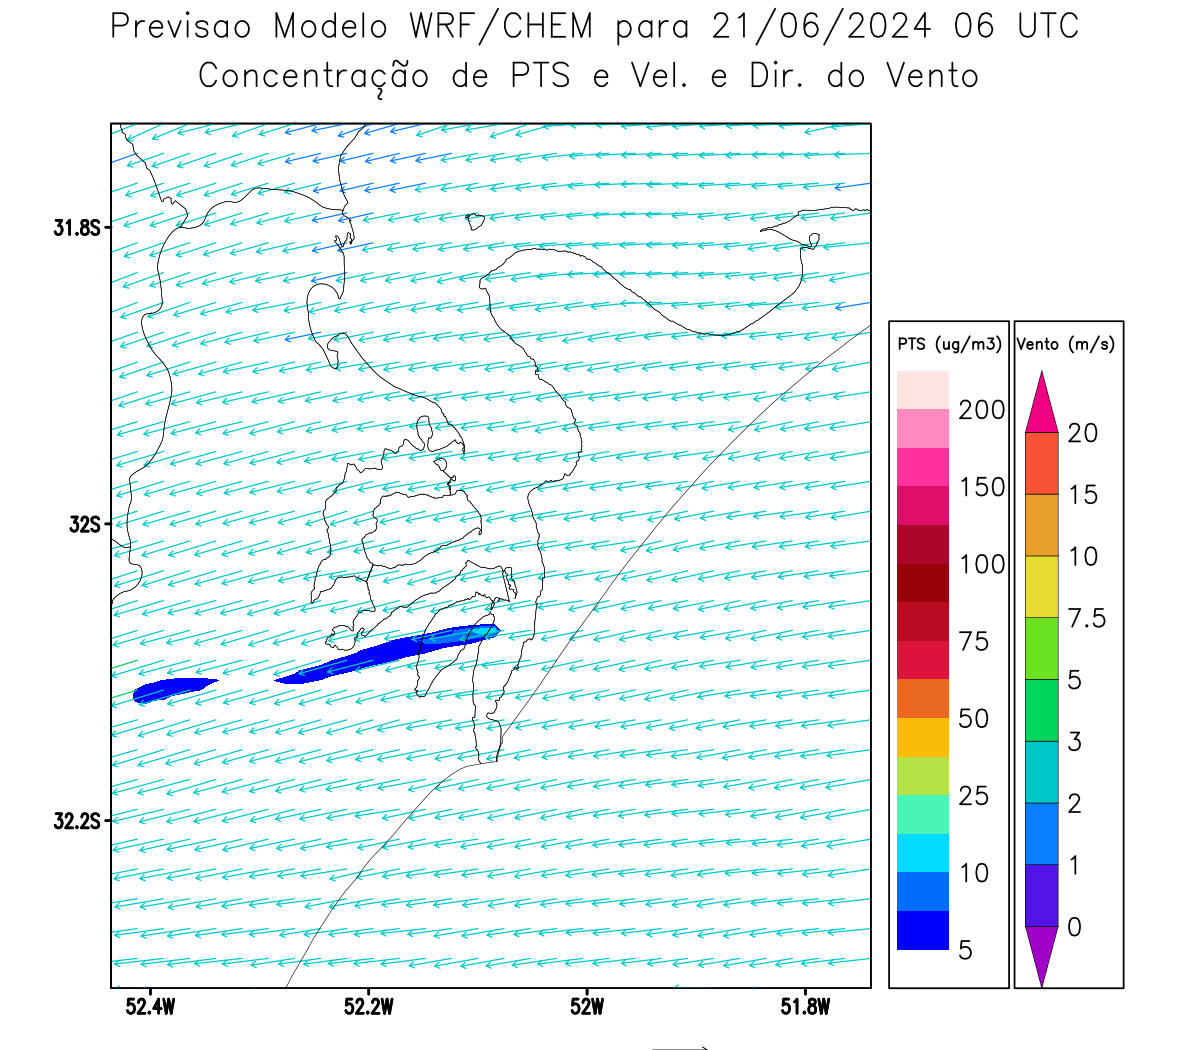 Previsao Modelo WRF/CHEM para 21/06/2024 06 UTC
Concentração de PTS e Vel. e Dir. do Vento
31.8S
32S
32.2S
52.4W
52.2W
52W
51.8W
PTS (ug/m3)
200
150
100
75
50
25
10
5
Vento (m/s)
20
15
10
7.5
5
3
2
1
0